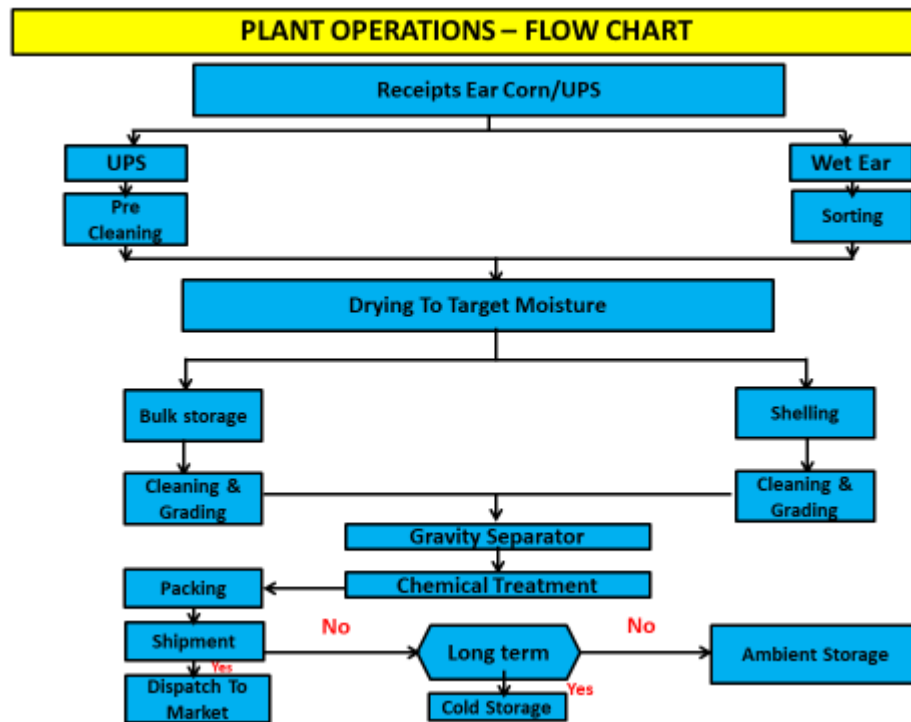 PLANT OPERATIONS – FLOW CHART
Receipts Ear Corn/UPS
UPS
Wet Ear
Pre
Cleaning
Sorting
Drying To Target Moisture
Bulk storage
Shelling
Cleaning &
Grading
Cleaning &
Grading
Gravity Separator
Chemical Treatment
Packing
Shipment
No
Long term
No
Ambient Storage
Yes
Dispatch To
Market
Yes
Cold Storage